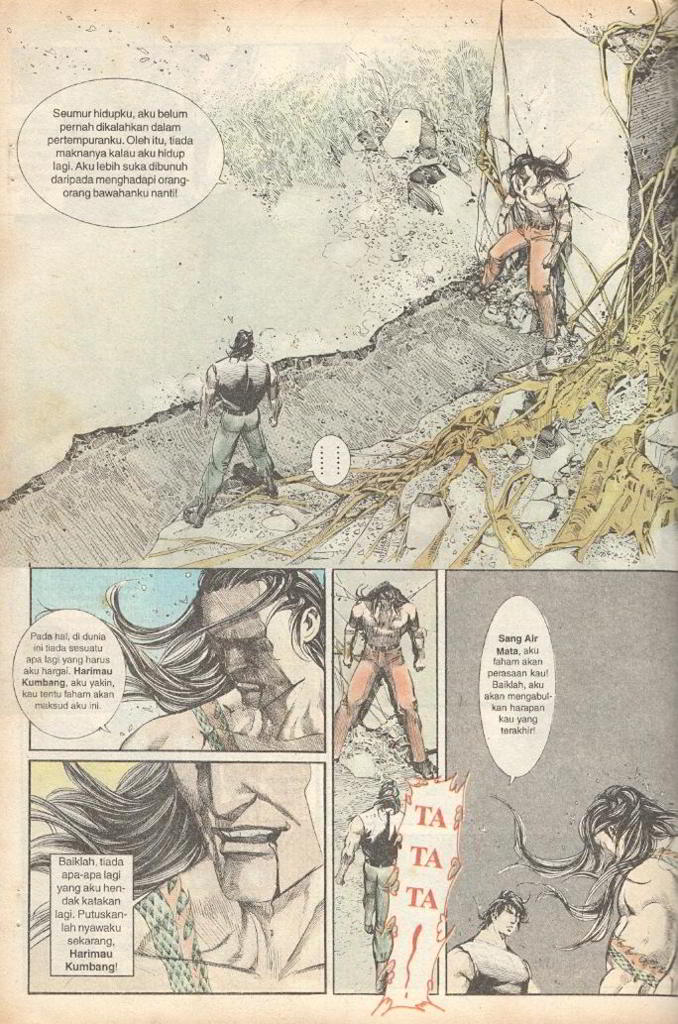 Seumur hidupku, aku belum
pernah dikalahkan dalam
pertempuranku. Oleh itu, tiada
maknanya kalau aku hidup
lagi. Aku lebih suka dibunuh
daripada menghadapi orang-
orang bawahanku nanti!
Pada hal, di dunia
ini tiada sesuatu
apa lagi yang harus
aku hargai. Harimau
Kumbang, aku yakin,
kau tentu faham akan
maksud aku ini.
Baiklah, tiada
apa-apa lagi
yang aku hen-
dak katakan
lagi. Putuskan-
lah nyawaku
sekarang,
Harimau
Kumbang!
TA
TA
TA
!
Sang Air
Mata, aku
faham akan
perasaan kau!
Baiklah, aku
akan mengabul-
kan harapan
kau yang
terakhir!